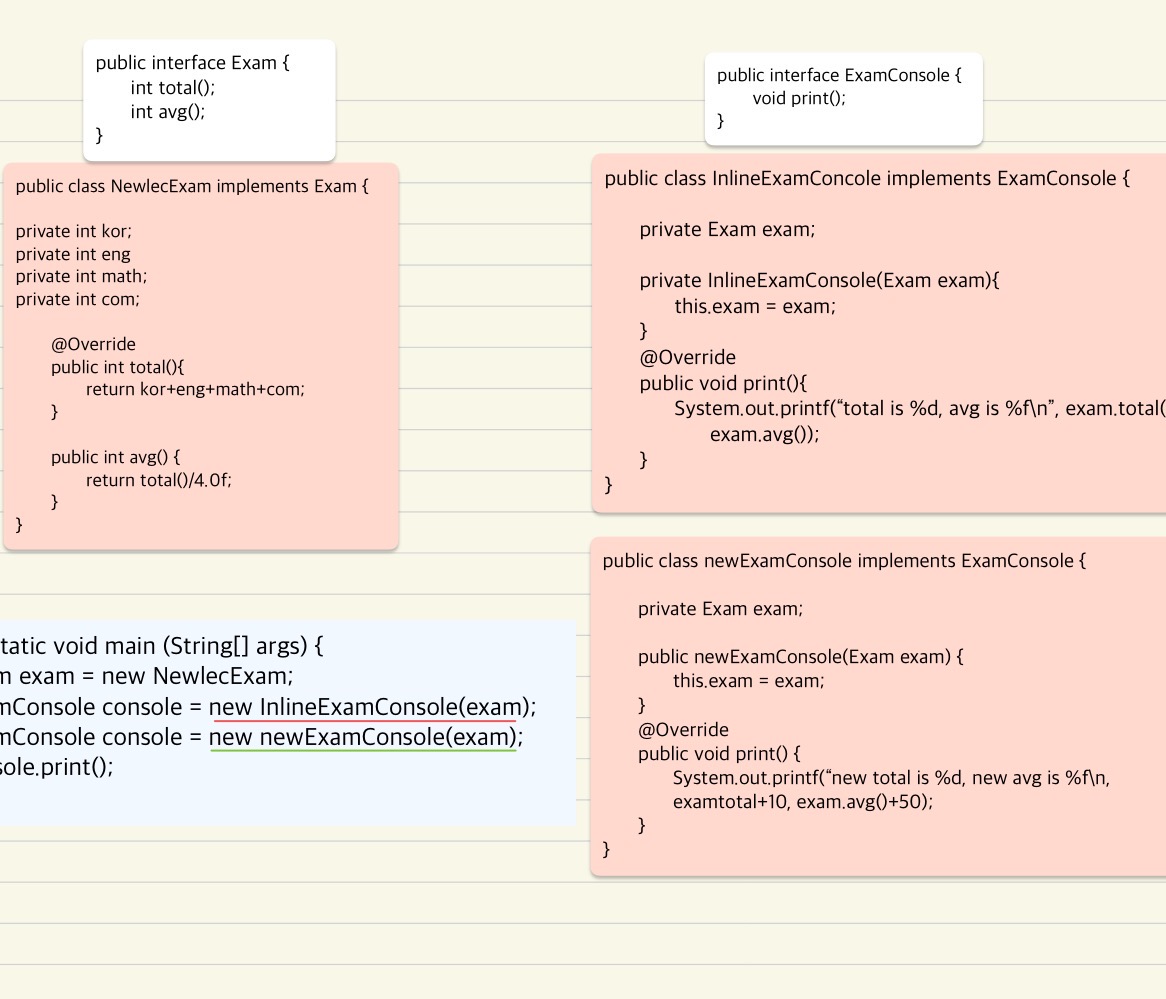 public interface Exam {
int total();
int avg();
}
public class NewlecExam implements Exam {
private int kor;
private int eng
private int math;
private int com;
@Override
public int total(){
return kor+eng+math+com;
}
public int avg() {
return total()/4.0f;
}
}
tatic void main (String[] args) {
m exam = new NewlecExam;
mConsole console = new InlineExamConsole(exam);
mConsole console = new newExamConsole(exam);
sole.print();
public interface ExamConsole {
void print();
}
public class InlineExamConcole implements ExamConsole {
private Exam exam;
private InlineExamConsole(Exam exam){
this.exam = exam;
}
@Override
public void print(){
System.out.printf(“total is %d, avg is %f\n”, exam.total(
exam.avg());
}
}
public class newExamConsole implements ExamConsole {
private Exam exam;
public newExamConsole(Exam exam) {
this.exam = exam;
}
@Override
public void print() {
System.out.printf(“new total is %d, new avg is %f\n,
examtotal+10, exam.avg()+50);
}
}